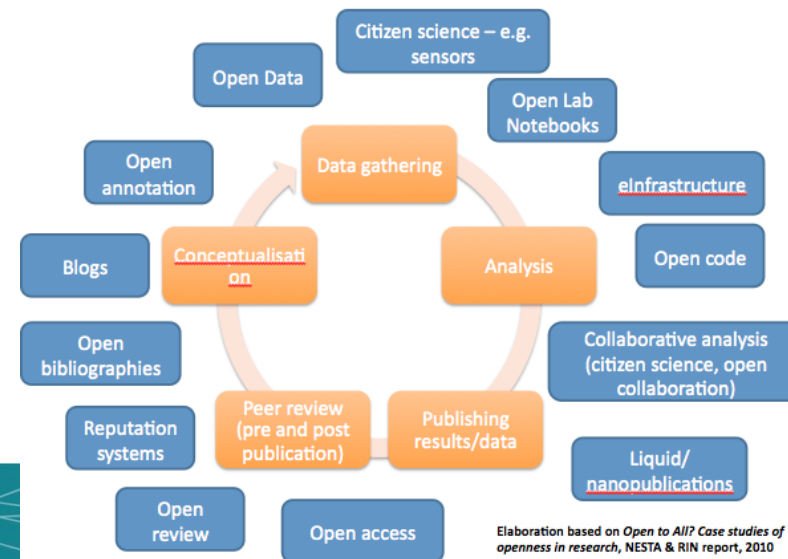 Citizen science – e.g.
sensors
Open Data
Open Lab
Notebooks
Open
annotation
Data gathering
eInfrastructure
Blogs
Conceptualisati
on
Analysis
Open code
Open
bibliographies
Collaborative analysis
(citizen science, open
collaboration)
Reputation
systems
Peer review
(pre and post
publication)
Publishing
results/data
Liquid/
nanopublications
Open
review
Open access
Elaboration based on Open to All? Case studies of
openness in research, NESTA & RIN report, 2010